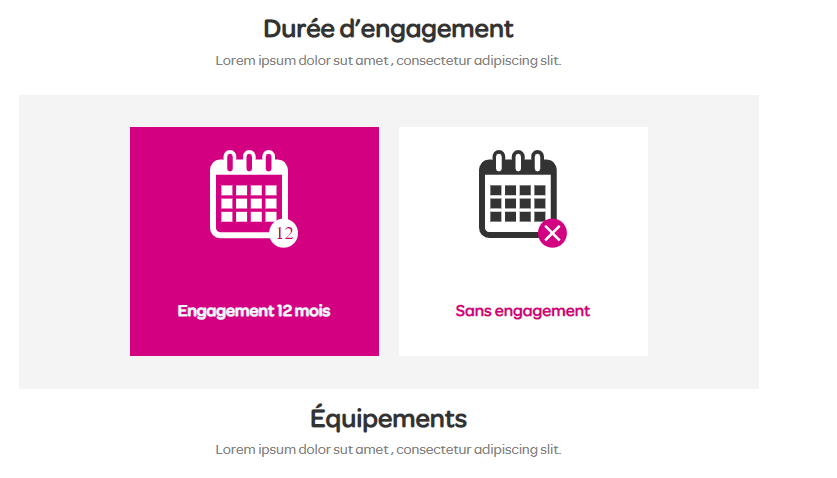 Durée d’engagement
Lorem ipsum dolor sut amet , consectetur adipiscing slit.
12
Engagement 12 mois
Sans engagement
Équipements
Lorem ipsum dolor sut amet , consectetur adipiscing slit.